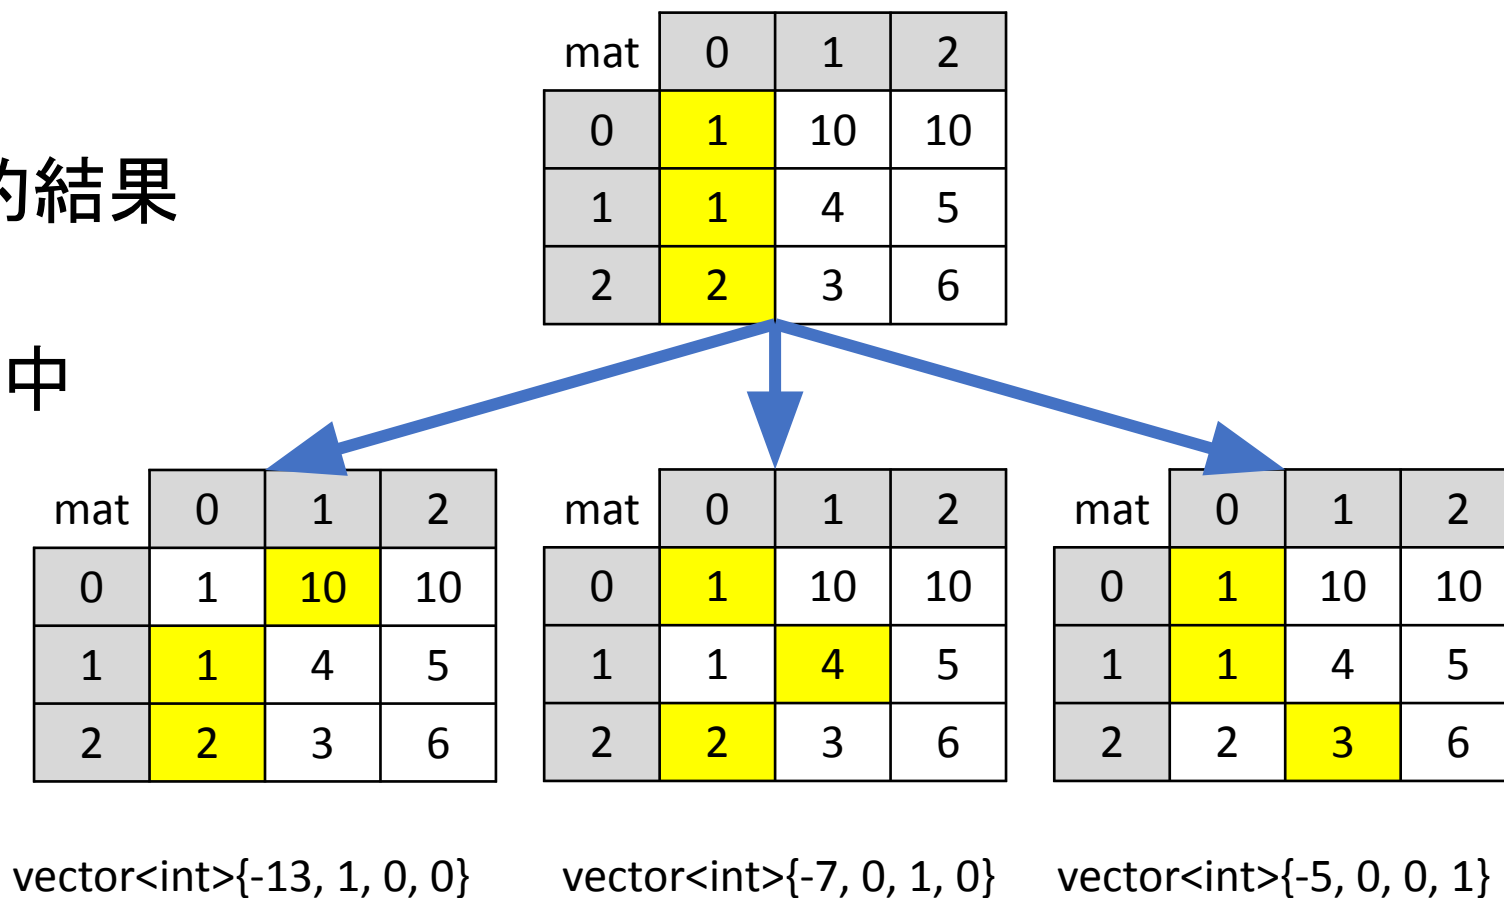 mat 0 1 2
0 1 10 10
1 1 4 5
2 2 3 6
結果
中
mat 0 1 2
0 1 10 10
1 1 4 5
2 2 3 6
vector<int>{-13, 1, 0, 0}
mat 0 1 2
0 1 10 10
1 1 4 5
2 2 3 6
vector<int>{-7, 0, 1, 0}
mat 0 1 2
0 1 10 10
1 1 4 5
2 2 3 6
vector<int>{-5, 0, 0, 1}